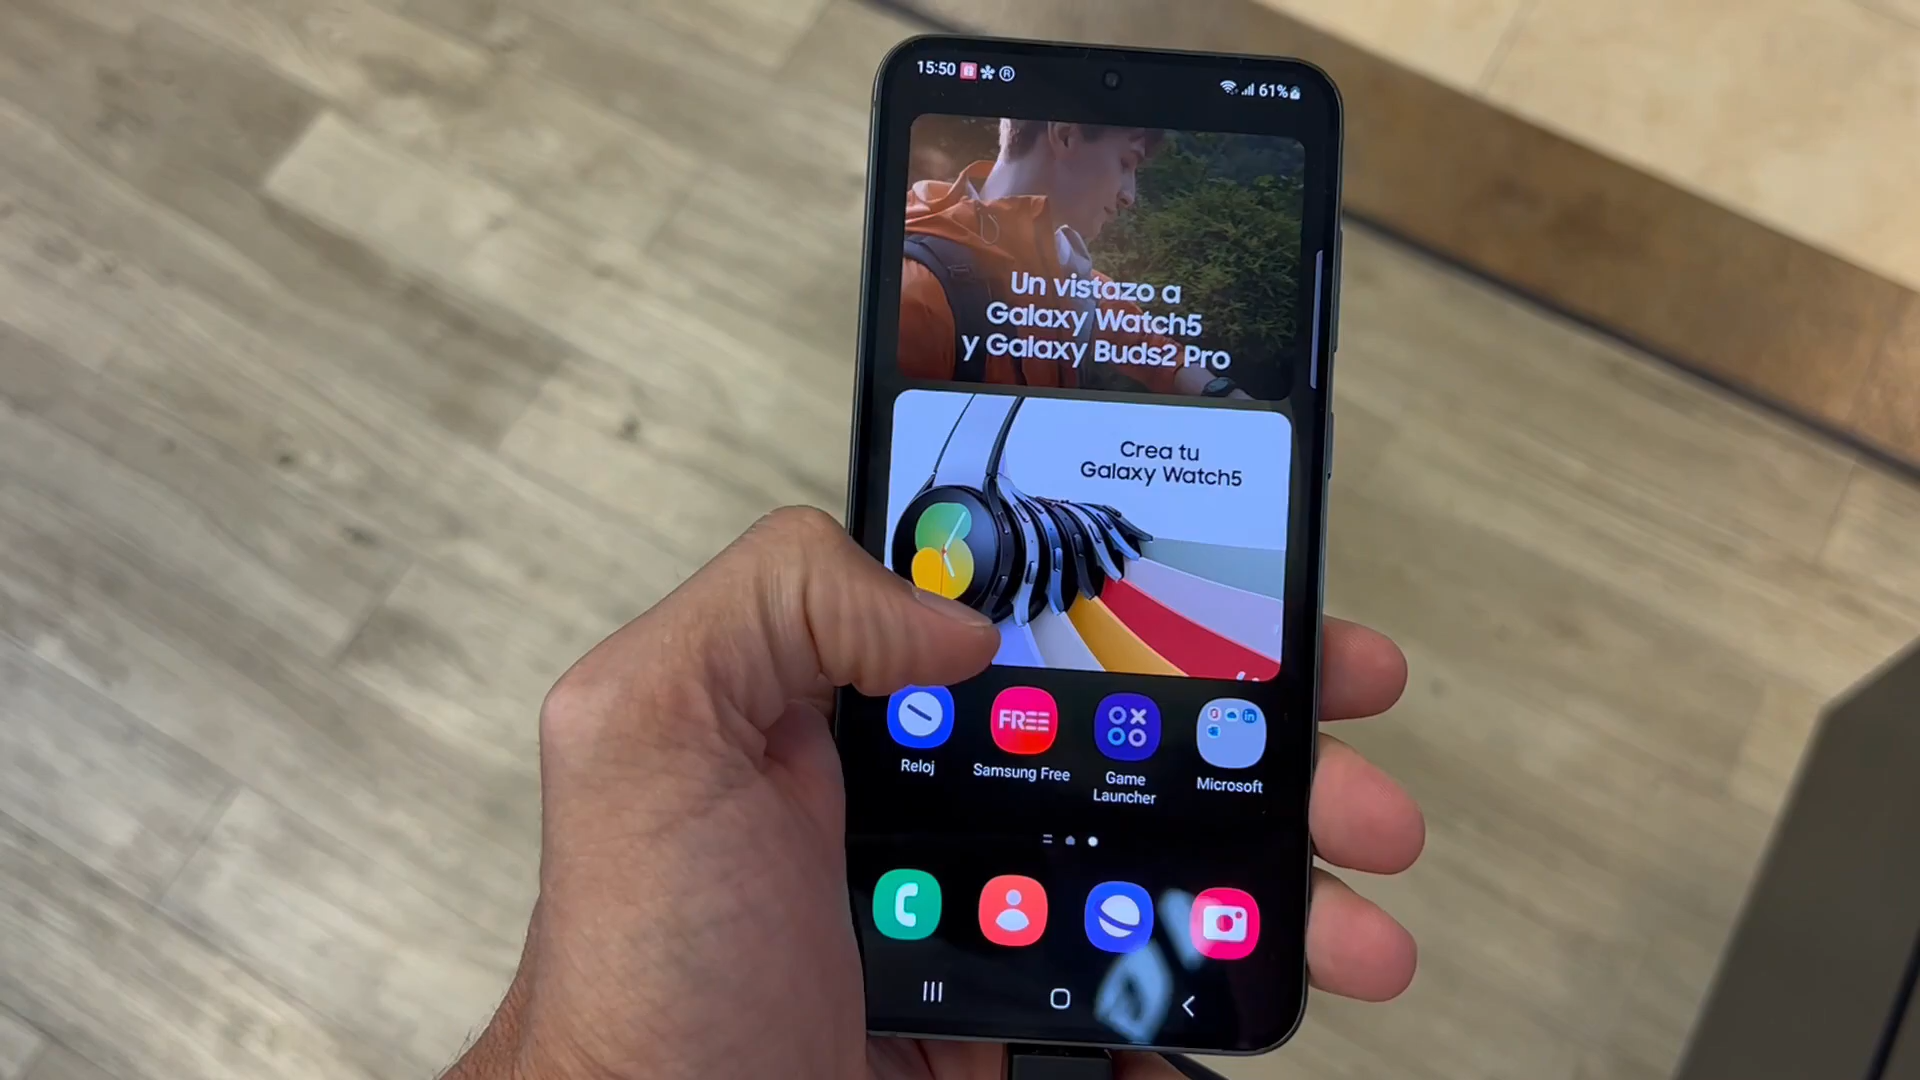 15:50
61%
Un vistazo a
Galaxy Watch5
y Galaxy Buds2 Pro
Crea tu
Galaxy Watch5
FREE
Reloj
Samsung Free
Game
Launcher
Microsoft